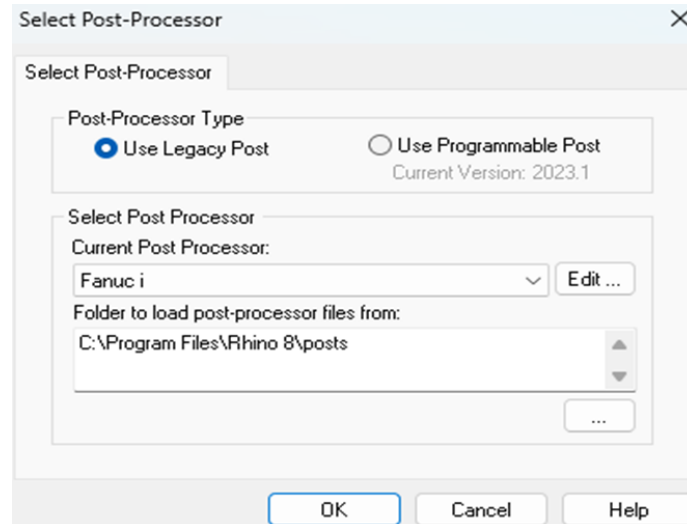 Select Post-Processor
Select Post-Processor
Post-Processor Type
Use Legacy Post
Use Programmable Post
Current Version: 2023.1
Select Post Processor
Current Post Processor:
Fanuc i
Edit ...
Folder to load post-processor files from:
C:\Program Files\Rhino 8\posts
...
OK
Cancel
Help